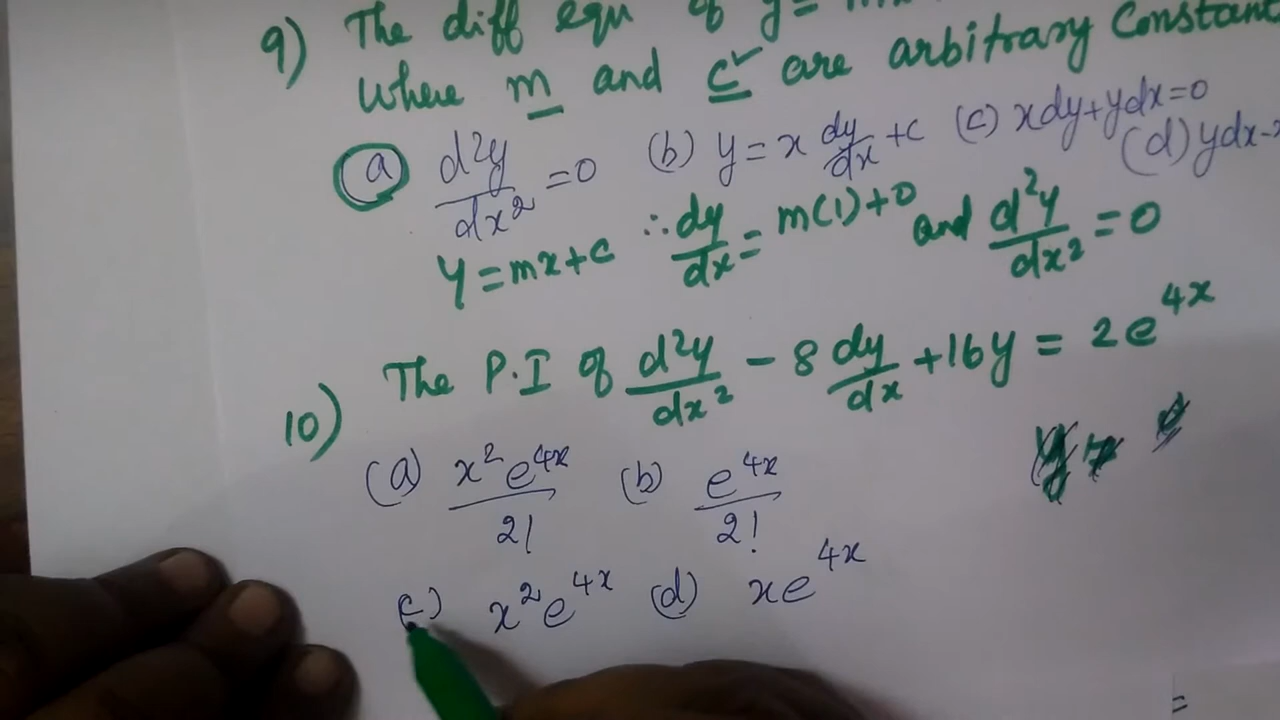 9) The diff equ of y =
Where m and c are arbitrary Constant
(a) d²y/dx² = 0 (b) y = x dy/dx + c (c) xdy + ydx = 0
(d) ydx -
y = mx + c ∴ dy/dx = m(1) + 0 and d²y/dx² = 0
10) The P.I of d²y/dx² - 8 dy/dx + 16y = 2e^4x
(a) x²e^4x/2! (b) e^4x/2!
(c) x²e^4x (d) xe^4x
=